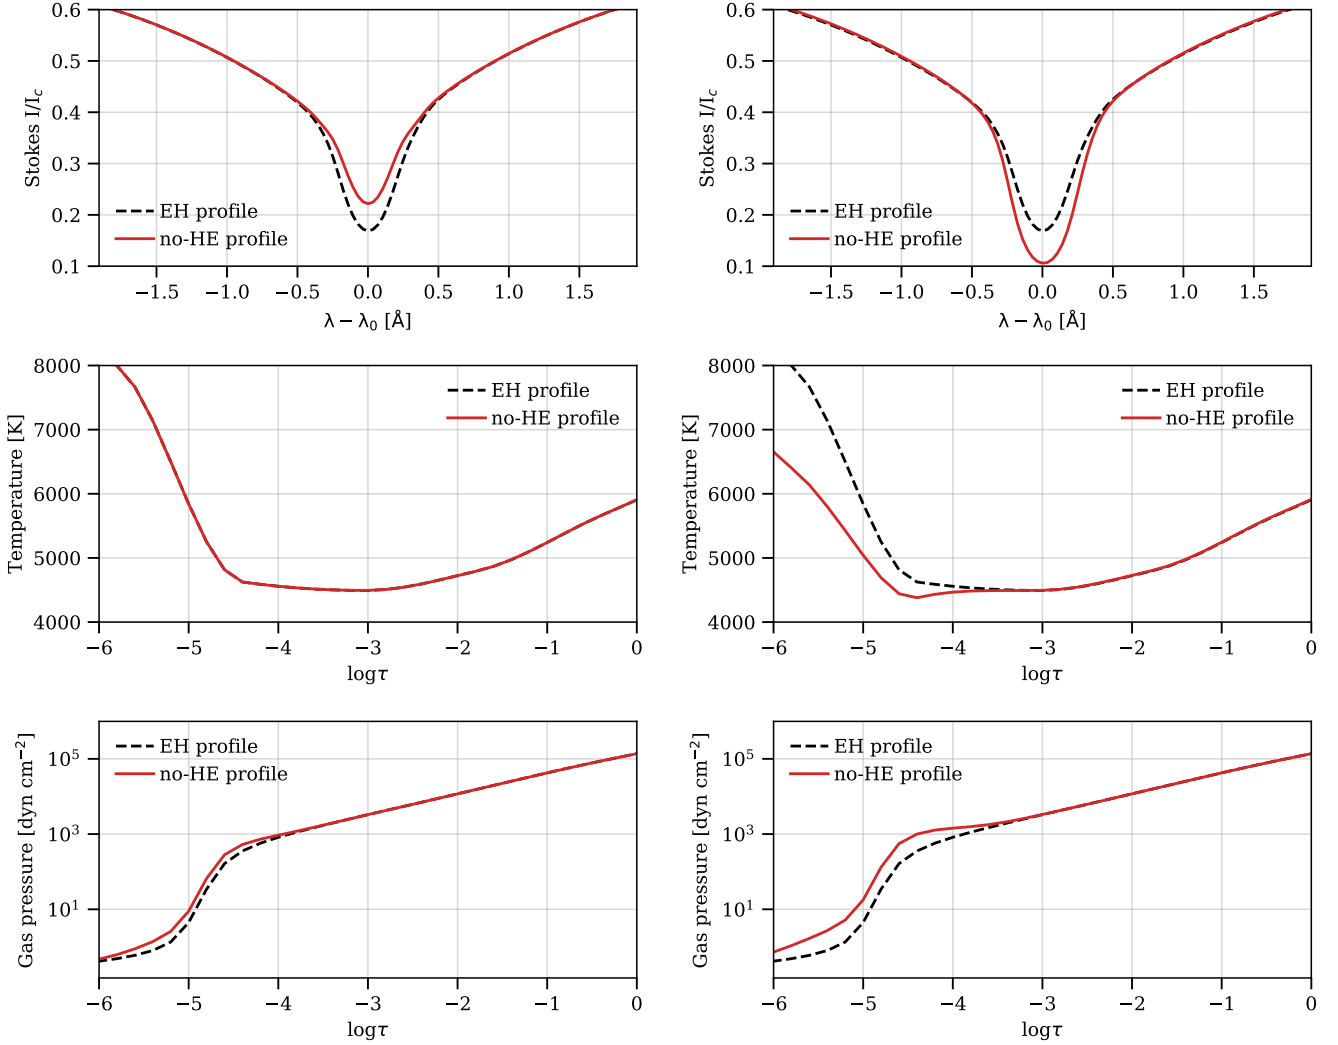 0.6
0.5
0.4
0.3
0.2
0.1
Stokes I/I_c
EH profile
no-HE profile
−1.5 −1.0 −0.5 0.0 0.5 1.0 1.5
λ − λ₀ [Å]
0.6
0.5
0.4
0.3
0.2
0.1
Stokes I/I_c
EH profile
no-HE profile
−1.5 −1.0 −0.5 0.0 0.5 1.0 1.5
λ − λ₀ [Å]
8000
7000
6000
5000
4000
Temperature [K]
EH profile
no-HE profile
−6 −5 −4 −3 −2 −1 0
logτ
8000
7000
6000
5000
4000
Temperature [K]
EH profile
no-HE profile
−6 −5 −4 −3 −2 −1 0
logτ
10⁵
10³
10¹
Gas pressure [dyn cm⁻²]
EH profile
no-HE profile
−6 −5 −4 −3 −2 −1 0
logτ
10⁵
10³
10¹
Gas pressure [dyn cm⁻²]
EH profile
no-HE profile
−6 −5 −4 −3 −2 −1 0
logτ